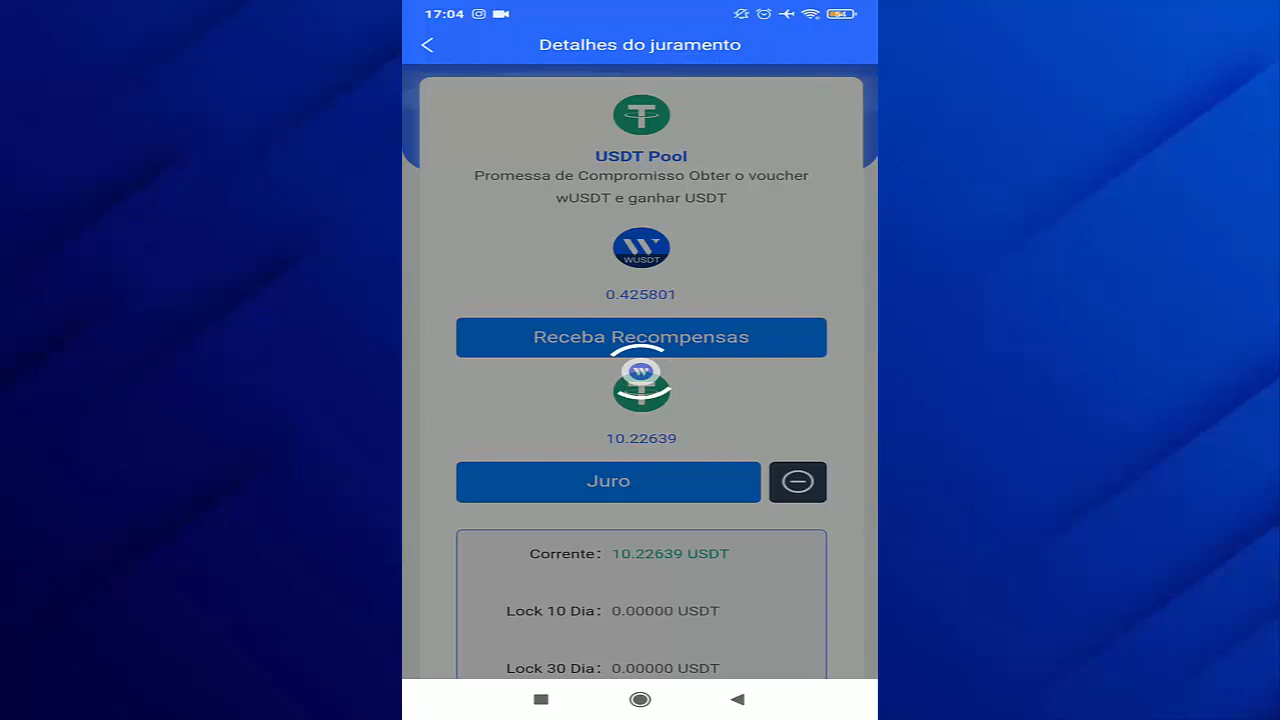 17:04
54
Detalhes do juramento
USDT Pool
Promessa de Compromisso Obter o voucher
wUSDT e ganhar USDT
WUSDT
0.425801
Receba Recompensas
10.22639
Juro
Corrente: 10.22639 USDT
Lock 10 Dia: 0.00000 USDT
Lock 30 Dia: 0.00000 USDT